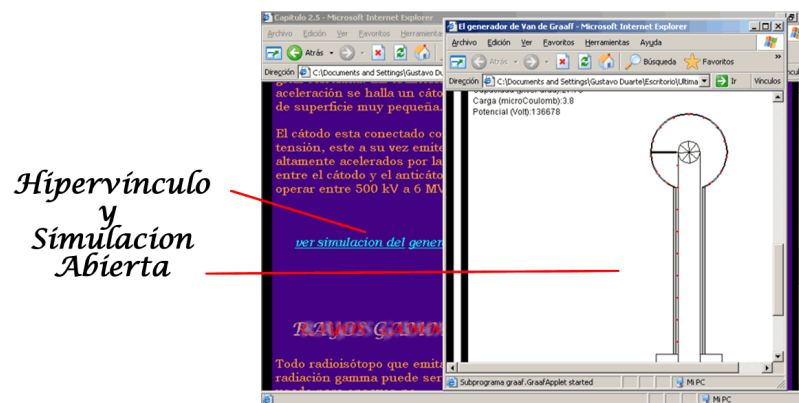 Capitulo 2.5 - Microsoft Internet Explorer
Archivo Edición Ver Favoritos Herramientas
Atrás
Dirección C:\Documents and Settings\Gustavo Du
aceleración se halla un cáto
de superficie muy pequeña.
El cátodo esta conectado co
tensión, este a su vez emite
altamente acelerados por la
entre el cátodo y el anticáto
operar entre 500 kV a 6 MV
ver simulacion del gener
RAYOS GAMM
Todo radioisótopo que emita
radiación gamma puede ser
El generador de Van de Graaff - Microsoft Internet Explorer
Archivo Edición Ver Favoritos Herramientas Ayuda
Atrás Búsqueda Favoritos
Dirección C:\Documents and Settings\Gustavo Duarte\Escritorio\Ultima Ir Vínculos
Carga (microCoulomb):3.8
Potencial (Volt):136678
Subprograma graaf.GraafApplet started Mi PC
Mi PC
Hipervínculo
y
Simulacion
Abierta